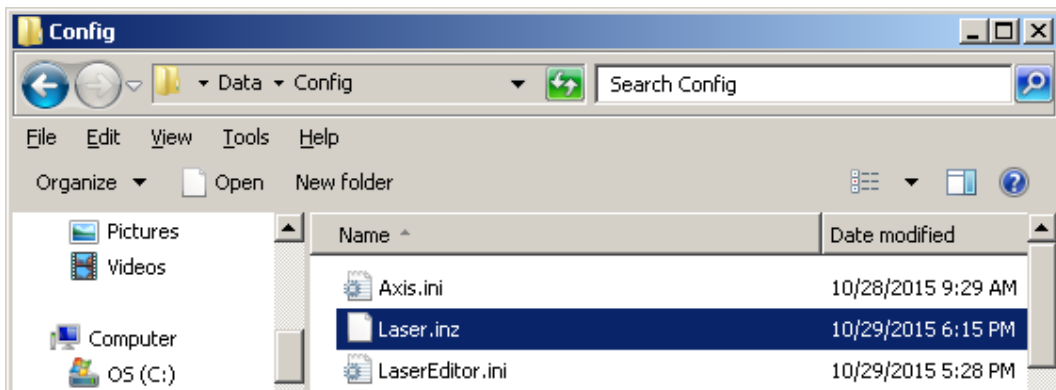 Config
Data Config Search Config
File Edit View Tools Help
Organize Open New folder
Pictures Name Date modified
Videos
Axis.ini 10/28/2015 9:29 AM
Computer Laser.inz 10/29/2015 6:15 PM
OS (C:) LaserEditor.ini 10/29/2015 5:28 PM